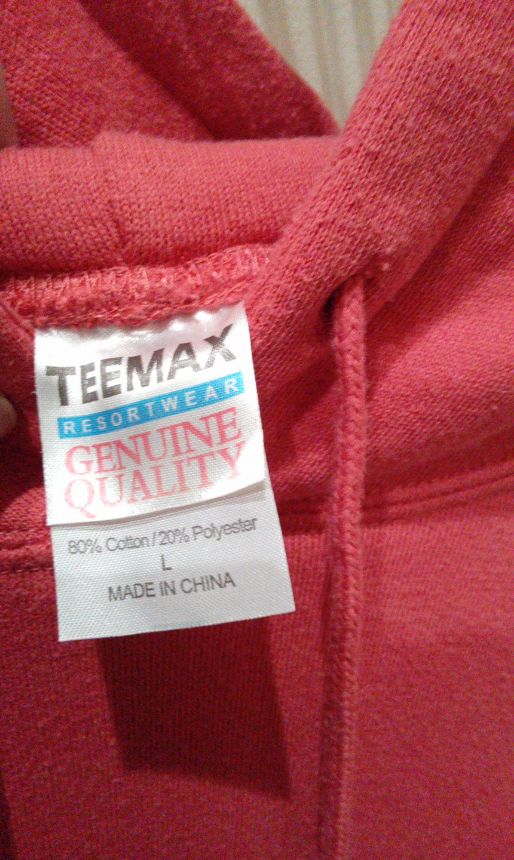 TEEMAX
RESORTWEAR
GENUINE
QUALITY
80% Cotton / 20% Polyester
L
MADE IN CHINA